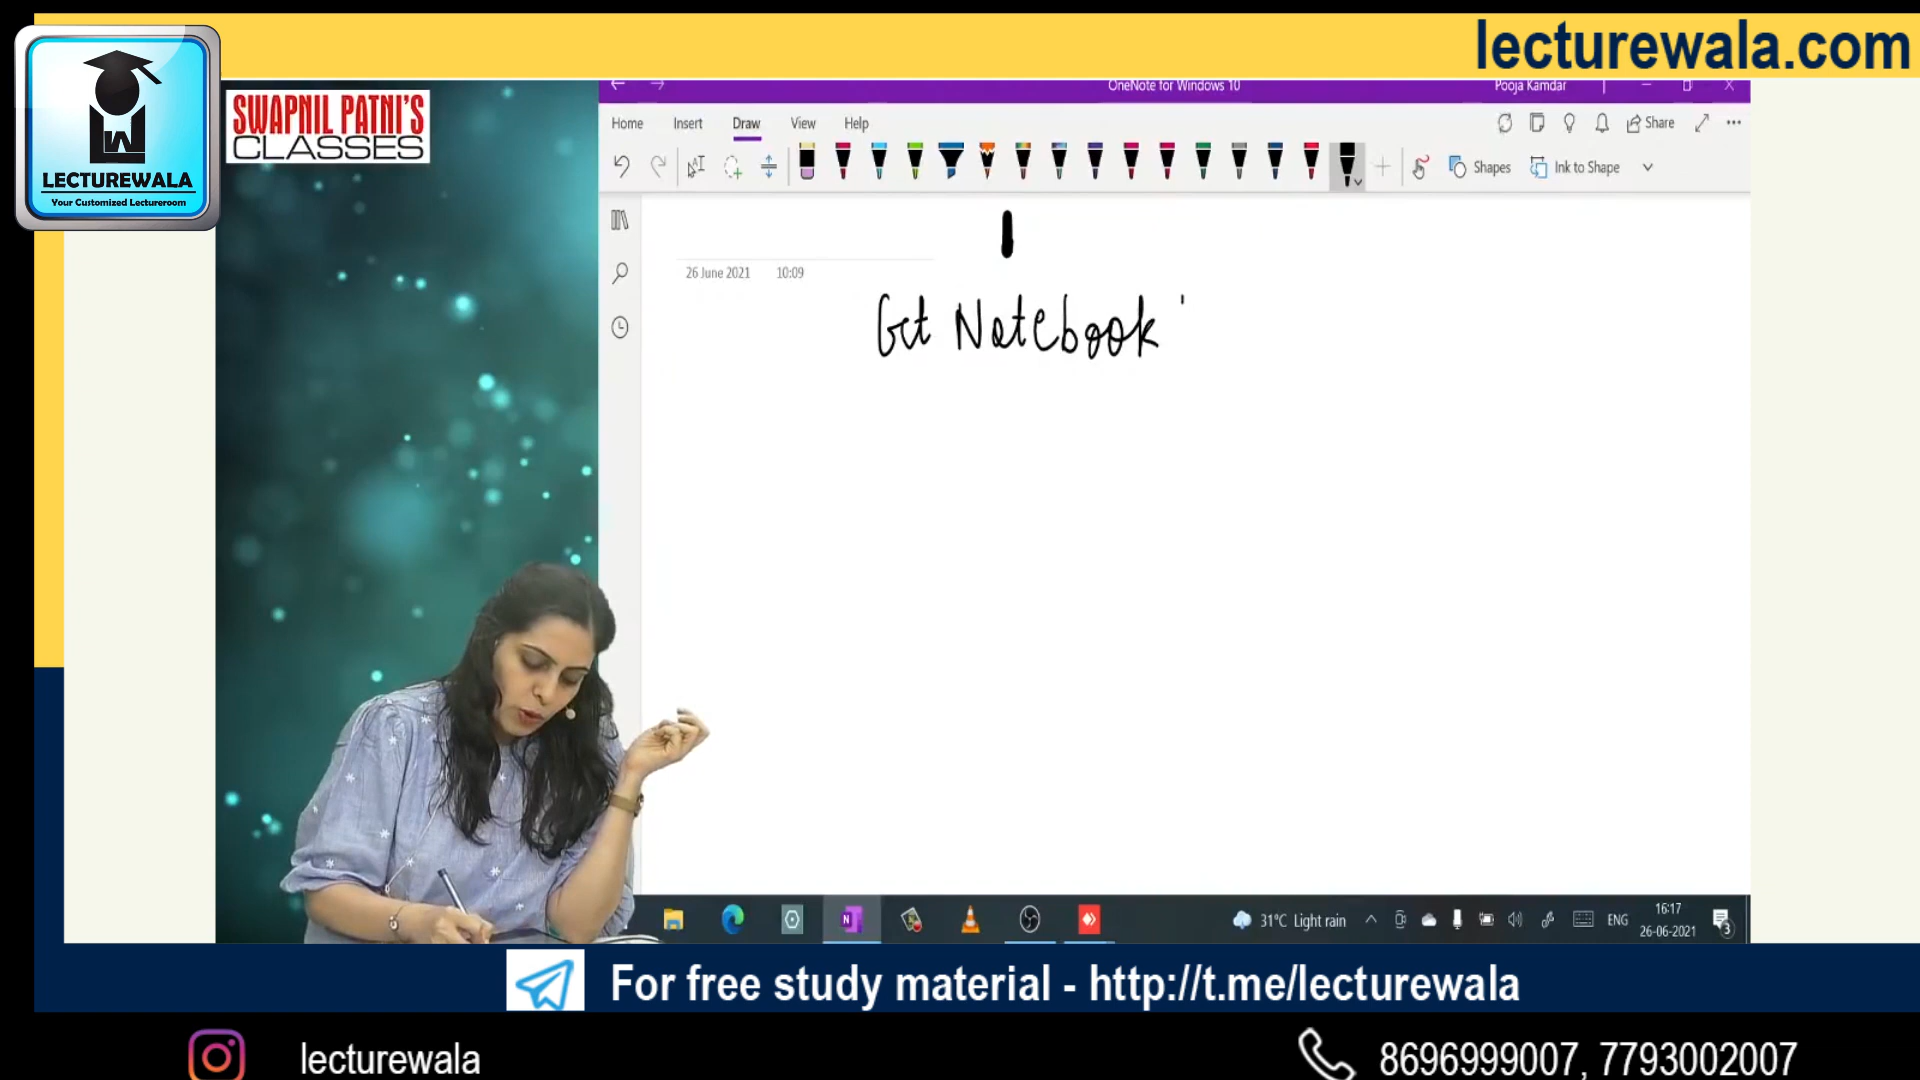 lecturewala.com
LW
LECTUREWALA
Your Customized Lectureroom
SWAPNIL PATNI'S
CLASSES
OneNote for Windows 10
Pooja Kamdar
Home Insert Draw View Help
Share
Shapes
Ink to Shape
26 June 2021 10:09
Get Notebook
31°C Light rain
ENG
16:17
26-06-2021
3
For free study material - http://t.me/lecturewala
lecturewala
8696999007, 7793002007